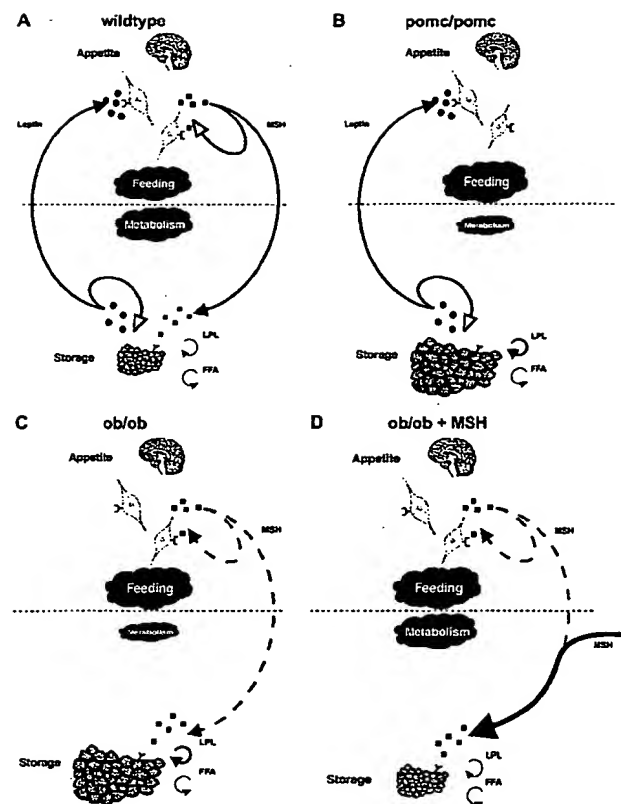 A wildtype
Appetite
Leptin
MSH
Feeding
Metabolism
LPL
Storage
FFA
B pomc/pomc
Appetite
Leptin
Feeding
Metabolism
LPL
Storage
FFA
C ob/ob
Appetite
MSH
Feeding
Metabolism
LPL
Storage
FFA
D ob/ob + MSH
Appetite
MSH
Feeding
Metabolism
MSH
LPL
Storage
FFA